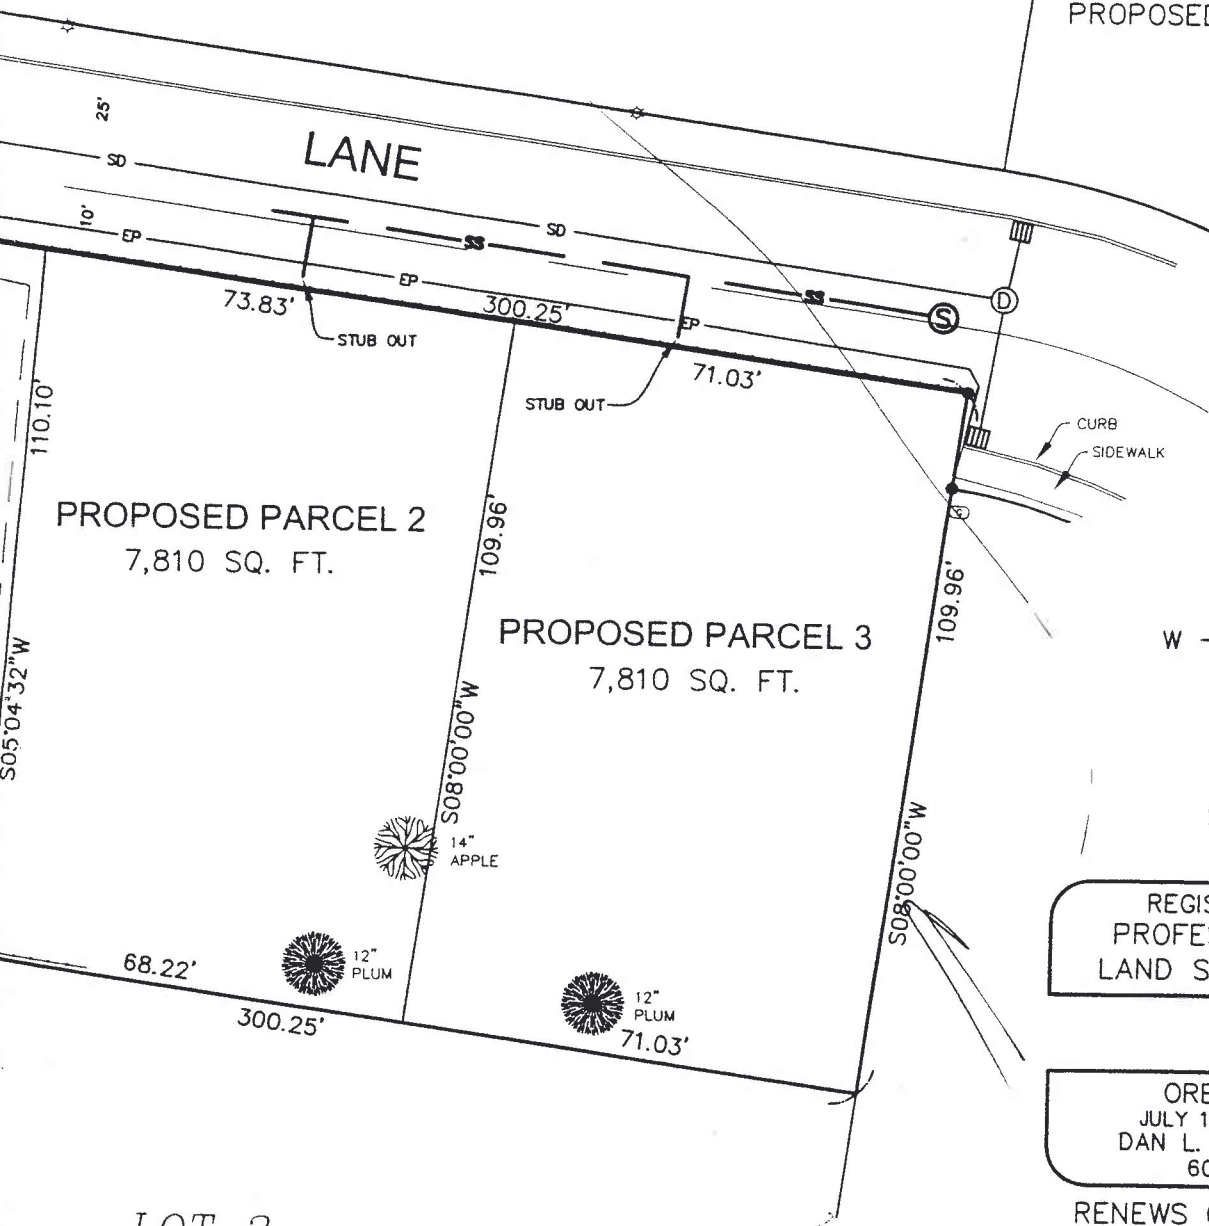 PROPOSED
25'
LANE
SD
SD
10'
EP
EP
EP
SS
SS
S
D
73.83'
300.25'
71.03'
STUB OUT
STUB OUT
CURB
SIDEWALK
110.10'
109.96'
109.96'
PROPOSED PARCEL 2
7,810 SQ. FT.
PROPOSED PARCEL 3
7,810 SQ. FT.
W
S05°04'32"W
S08°00'00"W
S08°00'00"W
14"
APPLE
12"
PLUM
12"
PLUM
68.22'
300.25'
71.03'
REGIS
PROFES
LAND S
ORE
JULY 1
DAN L.
60
RENEWS
LOT 2